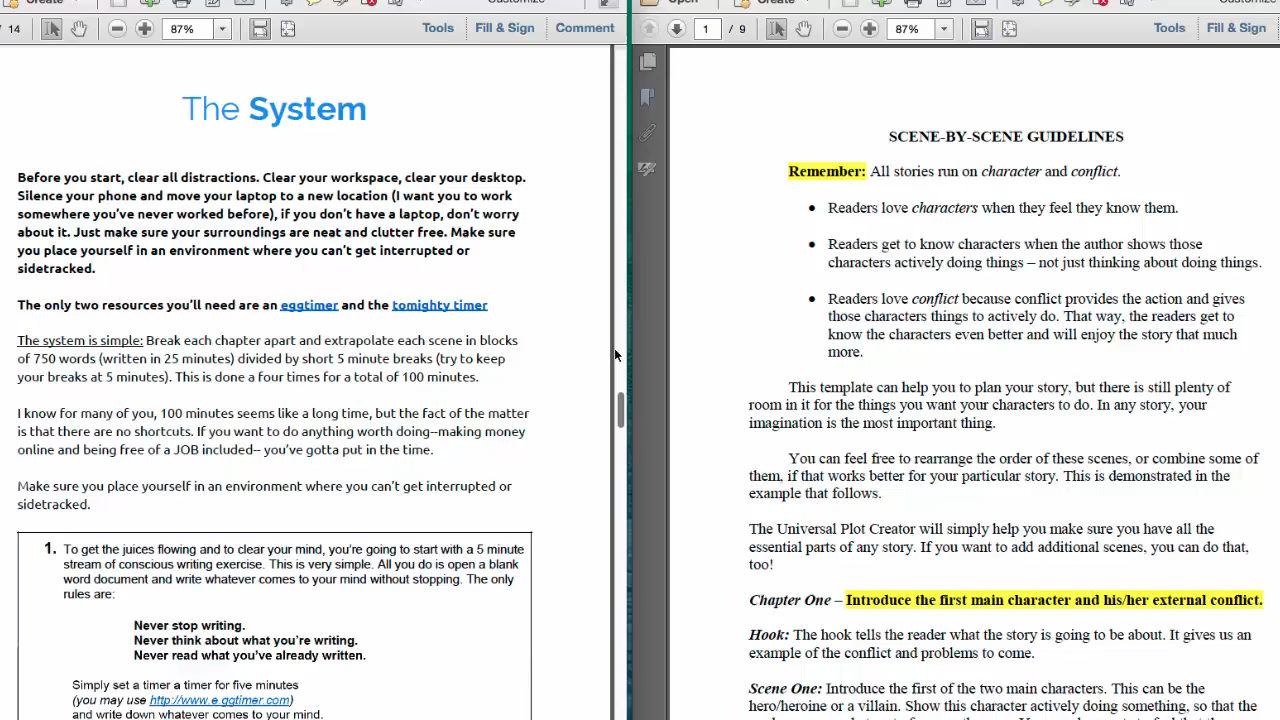 Create
Customize
/ 14
87%
Tools
Fill & Sign
Comment
The System
Before you start, clear all distractions. Clear your workspace, clear your desktop.
Silence your phone and move your laptop to a new location (I want you to work
somewhere you've never worked before), if you don't have a laptop, don't worry
about it. Just make sure your surroundings are neat and clutter free. Make sure
you place yourself in an environment where you can't get interrupted or
sidetracked.
The only two resources you'll need are an eggtimer and the tomighty timer
The system is simple: Break each chapter apart and extrapolate each scene in blocks
of 750 words (written in 25 minutes) divided by short 5 minute breaks (try to keep
your breaks at 5 minutes). This is done a four times for a total of 100 minutes.
I know for many of you, 100 minutes seems like a long time, but the fact of the matter
is that there are no shortcuts. If you want to do anything worth doing--making money
online and being free of a JOB included-- you've gotta put in the time.
Make sure you place yourself in an environment where you can't get interrupted or
sidetracked.
1. To get the juices flowing and to clear your mind, you're going to start with a 5 minute
stream of conscious writing exercise. This is very simple. All you do is open a blank
word document and write whatever comes to your mind without stopping. The only
rules are:
Never stop writing.
Never think about what you're writing.
Never read what you've already written.
Simply set a timer a timer for five minutes
(you may use http://www.e.ggtimer.com)
and write down whatever comes to your mind.
Open
Create
Customize
1 / 9
87%
Tools
Fill & Sign
SCENE-BY-SCENE GUIDELINES
Remember: All stories run on character and conflict.
• Readers love characters when they feel they know them.
• Readers get to know characters when the author shows those
characters actively doing things – not just thinking about doing things.
• Readers love conflict because conflict provides the action and gives
those characters things to actively do. That way, the readers get to
know the characters even better and will enjoy the story that much
more.
This template can help you to plan your story, but there is still plenty of
room in it for the things you want your characters to do. In any story, your
imagination is the most important thing.
You can feel free to rearrange the order of these scenes, or combine some of
them, if that works better for your particular story. This is demonstrated in the
example that follows.
The Universal Plot Creator will simply help you make sure you have all the
essential parts of any story. If you want to add additional scenes, you can do that,
too!
Chapter One – Introduce the first main character and his/her external conflict.
Hook: The hook tells the reader what the story is going to be about. It gives us an
example of the conflict and problems to come.
Scene One: Introduce the first of the two main characters. This can be the
hero/heroine or a villain. Show this character actively doing something, so that the